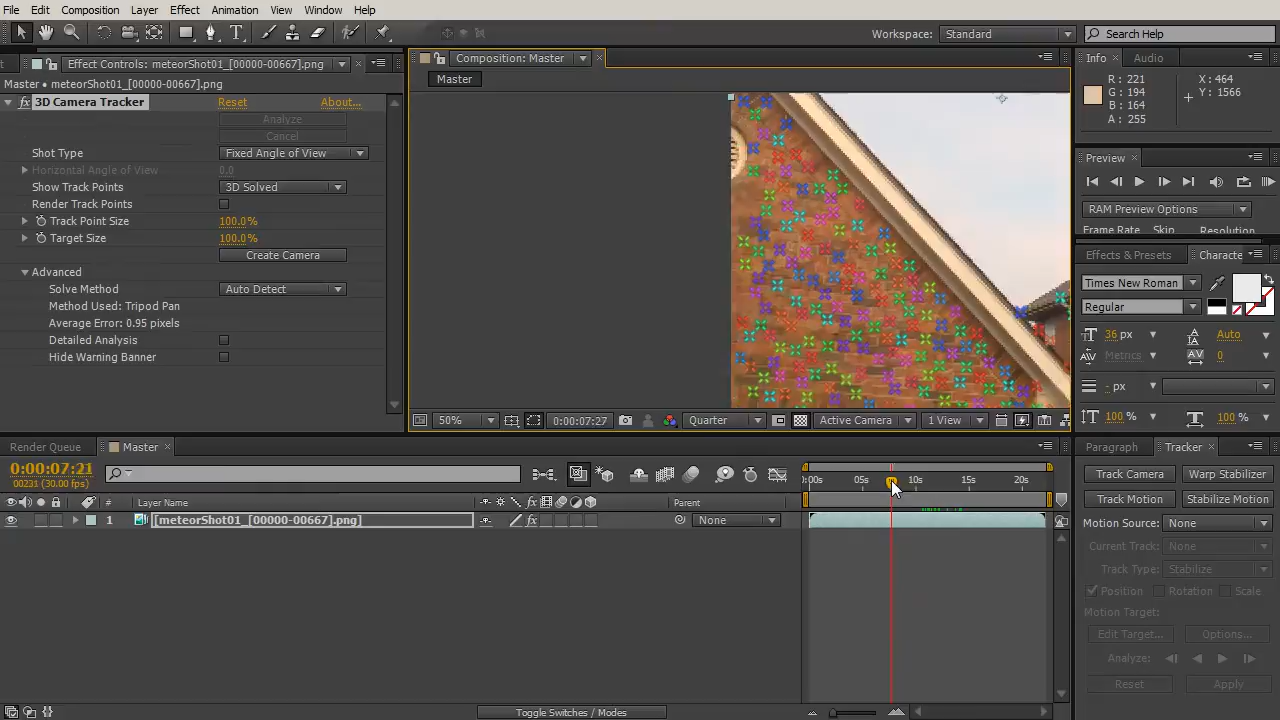 File Edit Composition Layer Effect Animation View Window Help
Workspace: Standard Search Help
Effect Controls: meteorShot01_[00000-00667].png
Composition: Master
Info Audio
Master • meteorShot01_[00000-00667].png
Master
R : 221
G : 194
B : 164
A : 255
X : 464
Y : 1566
fx 3D Camera Tracker Reset About...
Analyze
Cancel
Shot Type Fixed Angle of View
Horizontal Angle of View 0.0
Show Track Points 3D Solved
Render Track Points
Track Point Size 100.0%
Target Size 100.0%
Create Camera
Advanced
Solve Method Auto Detect
Method Used: Tripod Pan
Average Error: 0.95 pixels
Detailed Analysis
Hide Warning Banner
Preview
RAM Preview Options
Frame Rate Skip Resolution
Effects & Presets Characte
Times New Roman
Regular
36 px Auto
Metrics 0
- px
100 % 100 %
50% 0:00:07:27 Quarter Active Camera 1 View
Render Queue Master
0:00:07:21
00231 (30.00 fps)
# Layer Name Parent
1 [meteorShot01_[00000-00667].png] fx None
):00s 05s 10s 15s 20s
Toggle Switches / Modes
Paragraph Tracker
Track Camera Warp Stabilizer
Track Motion Stabilize Motion
Motion Source: None
Current Track: None
Track Type: Stabilize
Position Rotation Scale
Motion Target:
Edit Target... Options...
Analyze:
Reset Apply